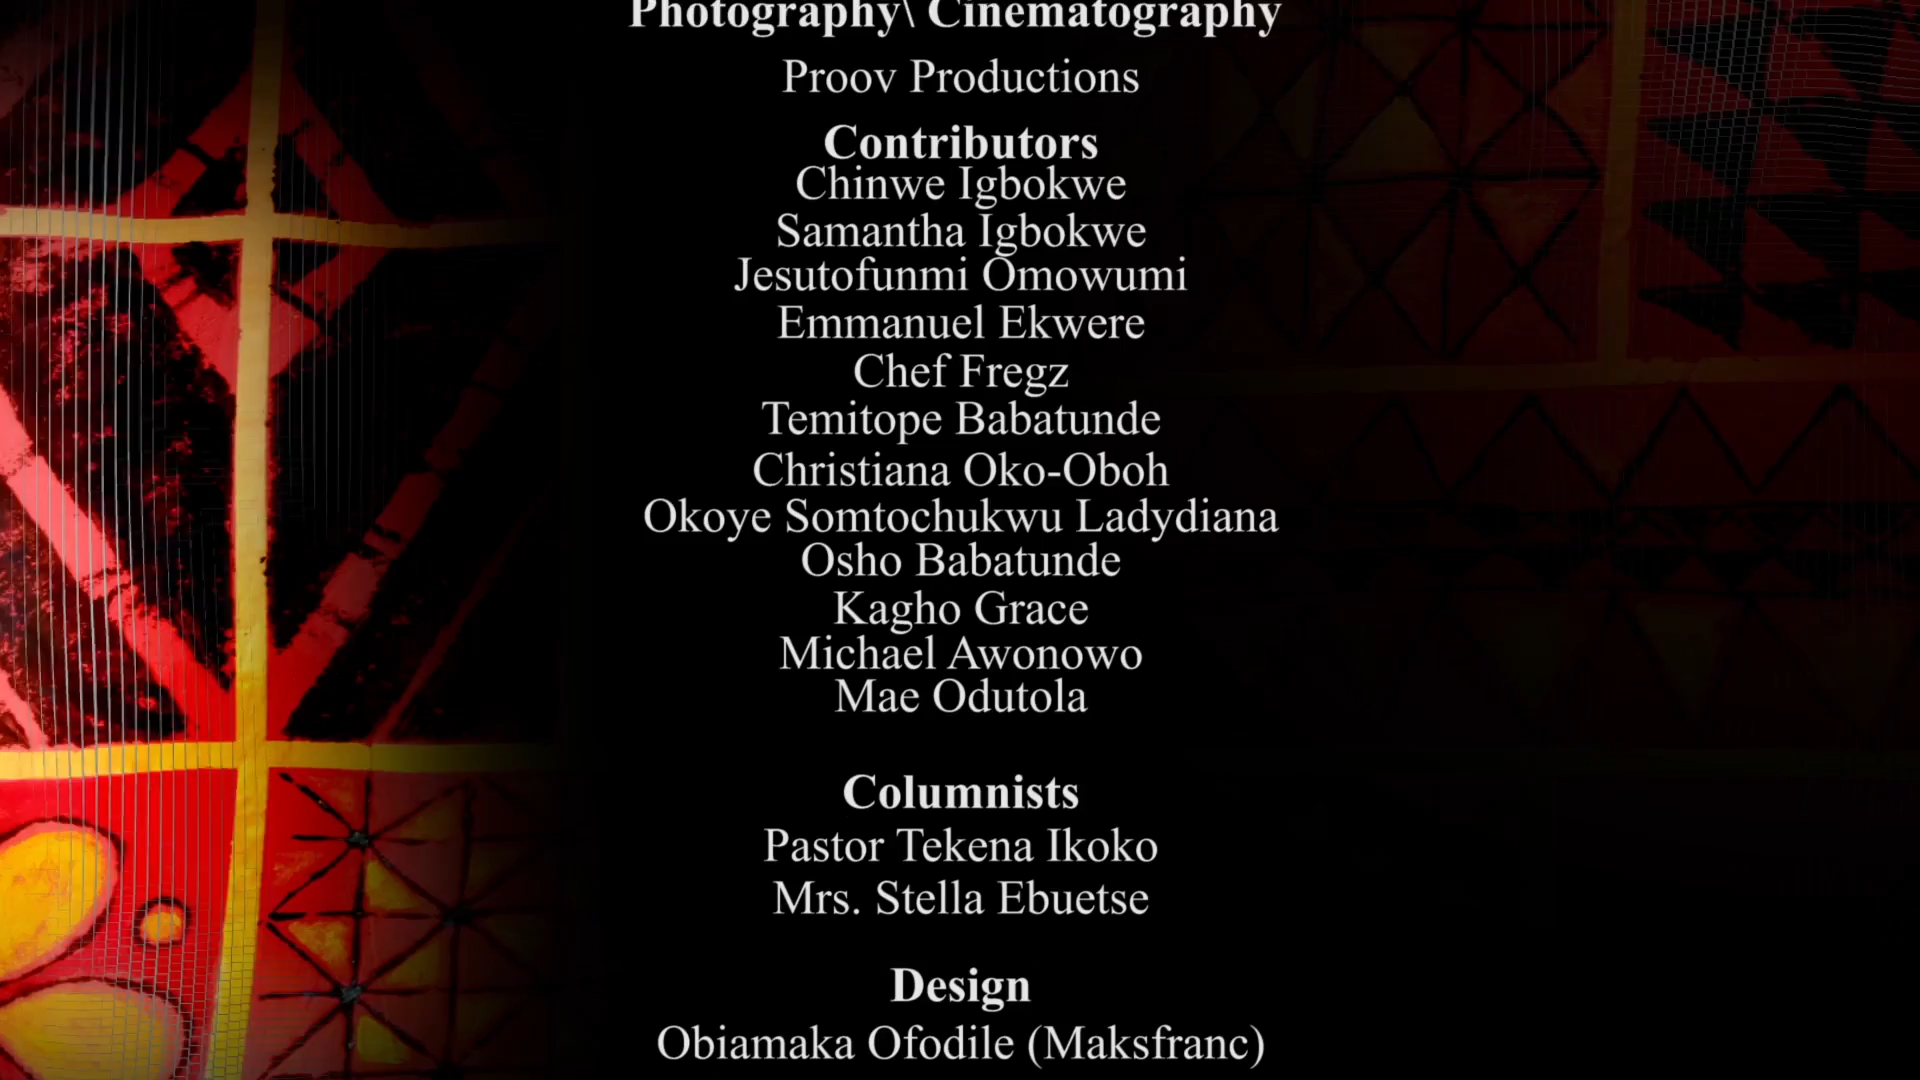 Photography\ Cinematography
Proov Productions
Contributors
Chinwe Igbokwe
Samantha Igbokwe
Jesutofunmi Omowumi
Emmanuel Ekwere
Chef Fregz
Temitope Babatunde
Christiana Oko-Oboh
Okoye Somtochukwu Ladydiana
Osho Babatunde
Kagho Grace
Michael Awonowo
Mae Odutola
Columnists
Pastor Tekena Ikoko
Mrs. Stella Ebuetse
Design
Obiamaka Ofodile (Maksfranc)